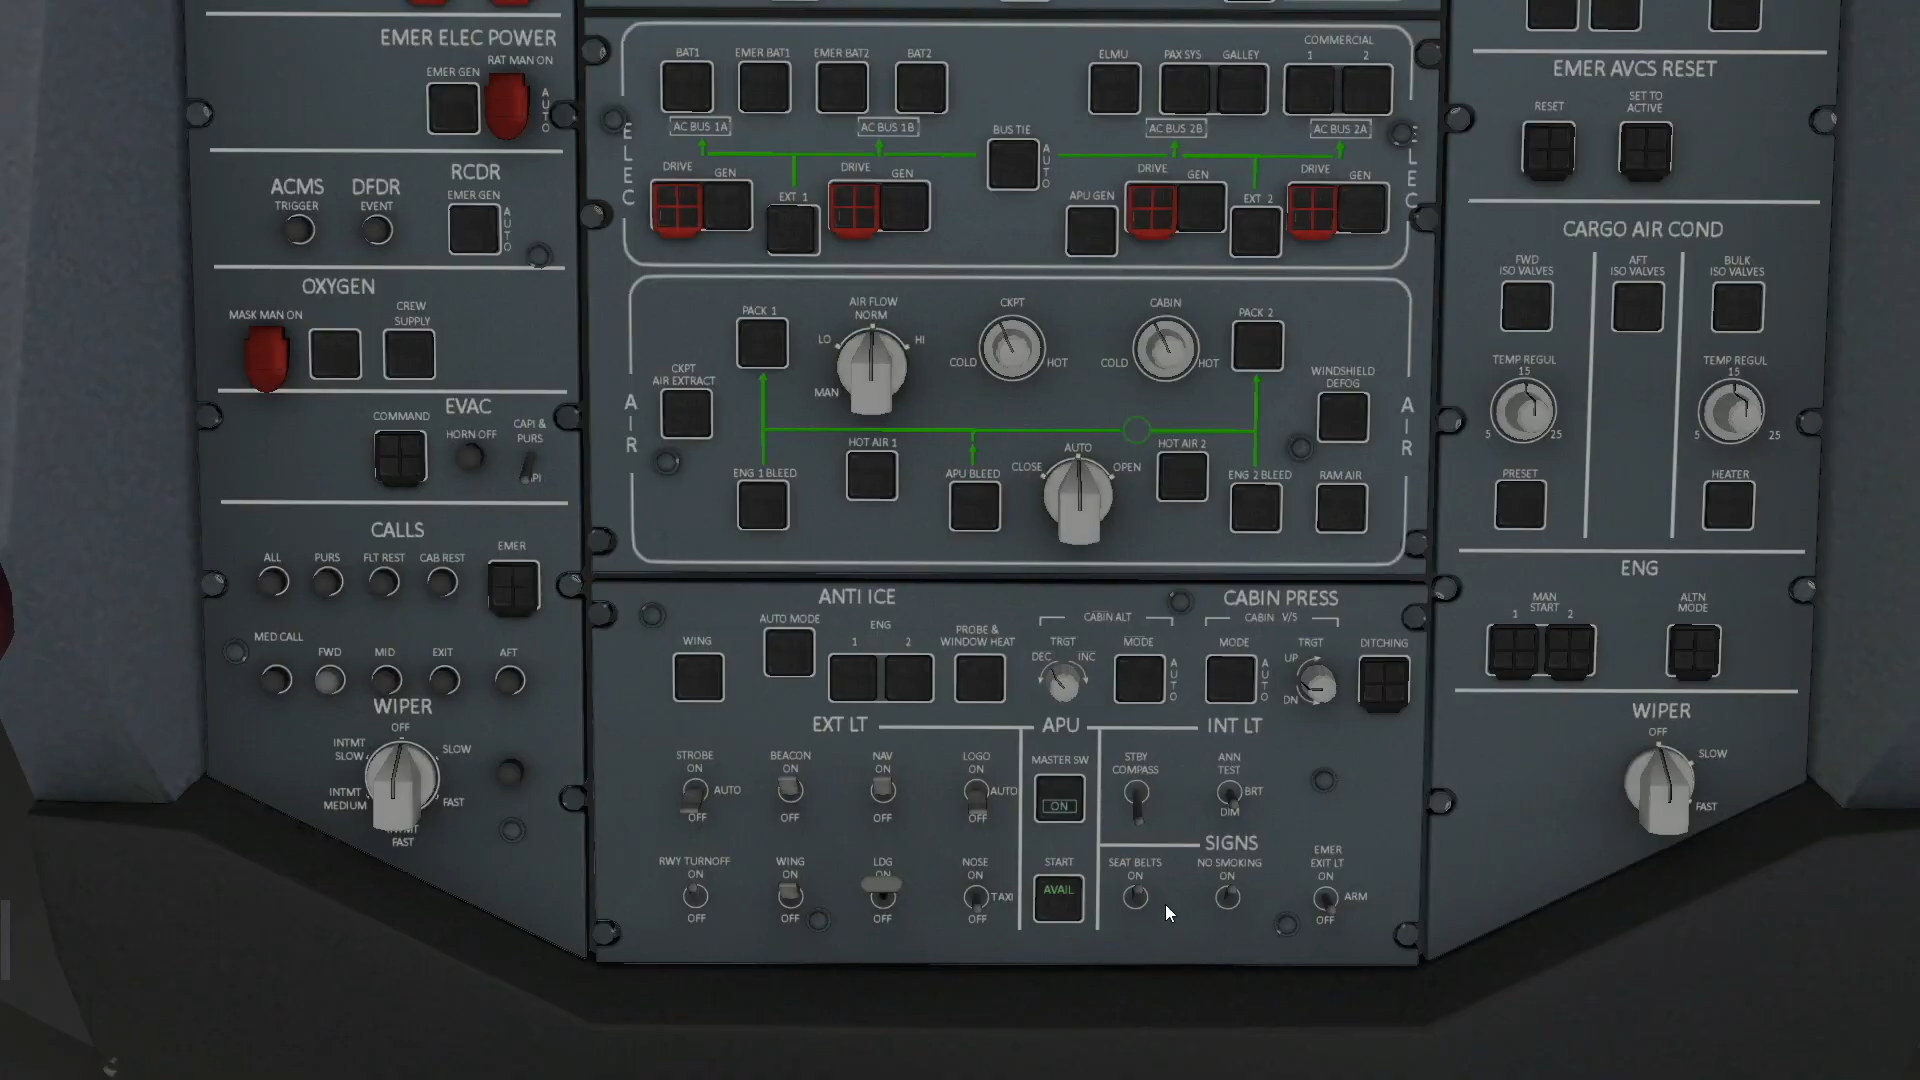 EMER ELEC POWER
RAT MAN ON
EMER GEN
AUTO
RCDR
ACMS
DFDR
TRIGGER
EVENT
EMER GEN
AUTO
OXYGEN
MASK MAN ON
CREW
SUPPLY
EVAC
COMMAND
HORN OFF
CAPI &
PURS
CALLS
ALL
PURS
FLT REST
CAB REST
EMER
MED CALL
FWD
MID
EXIT
AFT
WIPER
OFF
INTMT
SLOW
SLOW
INTMT
MEDIUM
FAST
INTMT
FAST
ELEC
BAT1
EMER BAT1
EMER BAT2
BAT2
ELMU
PAX SYS
GALLEY
COMMERCIAL
1
2
AC BUS 1A
AC BUS 1B
BUS TIE
AUTO
AC BUS 2B
AC BUS 2A
DRIVE
GEN
EXT 1
DRIVE
GEN
APU GEN
DRIVE
GEN
EXT 2
DRIVE
GEN
ELEC
AIR
PACK 1
AIR FLOW
NORM
LO
HI
MAN
CKPT
COLD
HOT
CABIN
COLD
HOT
PACK 2
CKPT
AIR EXTRACT
WINDSHIELD
DEFOG
AIR
ENG 1 BLEED
HOT AIR 1
APU BLEED
CLOSE
AUTO
OPEN
HOT AIR 2
ENG 2 BLEED
RAM AIR
ANTI ICE
WING
AUTO MODE
ENG
1
2
PROBE &
WINDOW HEAT
CABIN PRESS
CABIN ALT
TRGT
DEC
INC
MODE
AUTO
CABIN V/S
MODE
AUTO
TRGT
UP
DN
DITCHING
EXT LT
APU
INT LT
STROBE
ON
AUTO
OFF
BEACON
ON
OFF
NAV
ON
OFF
LOGO
ON
AUTO
OFF
MASTER SW
ON
STBY
COMPASS
ANN
TEST
BRT
DIM
RWY TURNOFF
ON
OFF
WING
ON
OFF
LDG
ON
OFF
NOSE
ON
TAXI
OFF
START
AVAIL
SIGNS
SEAT BELTS
ON
NO SMOKING
ON
EMER
EXIT LT
ON
ARM
OFF
EMER AVCS RESET
RESET
SET TO
ACTIVE
CARGO AIR COND
FWD
ISO VALVES
AFT
ISO VALVES
BULK
ISO VALVES
TEMP REGUL
15
5
25
TEMP REGUL
15
5
25
PRESET
HEATER
ENG
MAN
START
1
2
ALTN
MODE
WIPER
OFF
SLOW
FAST